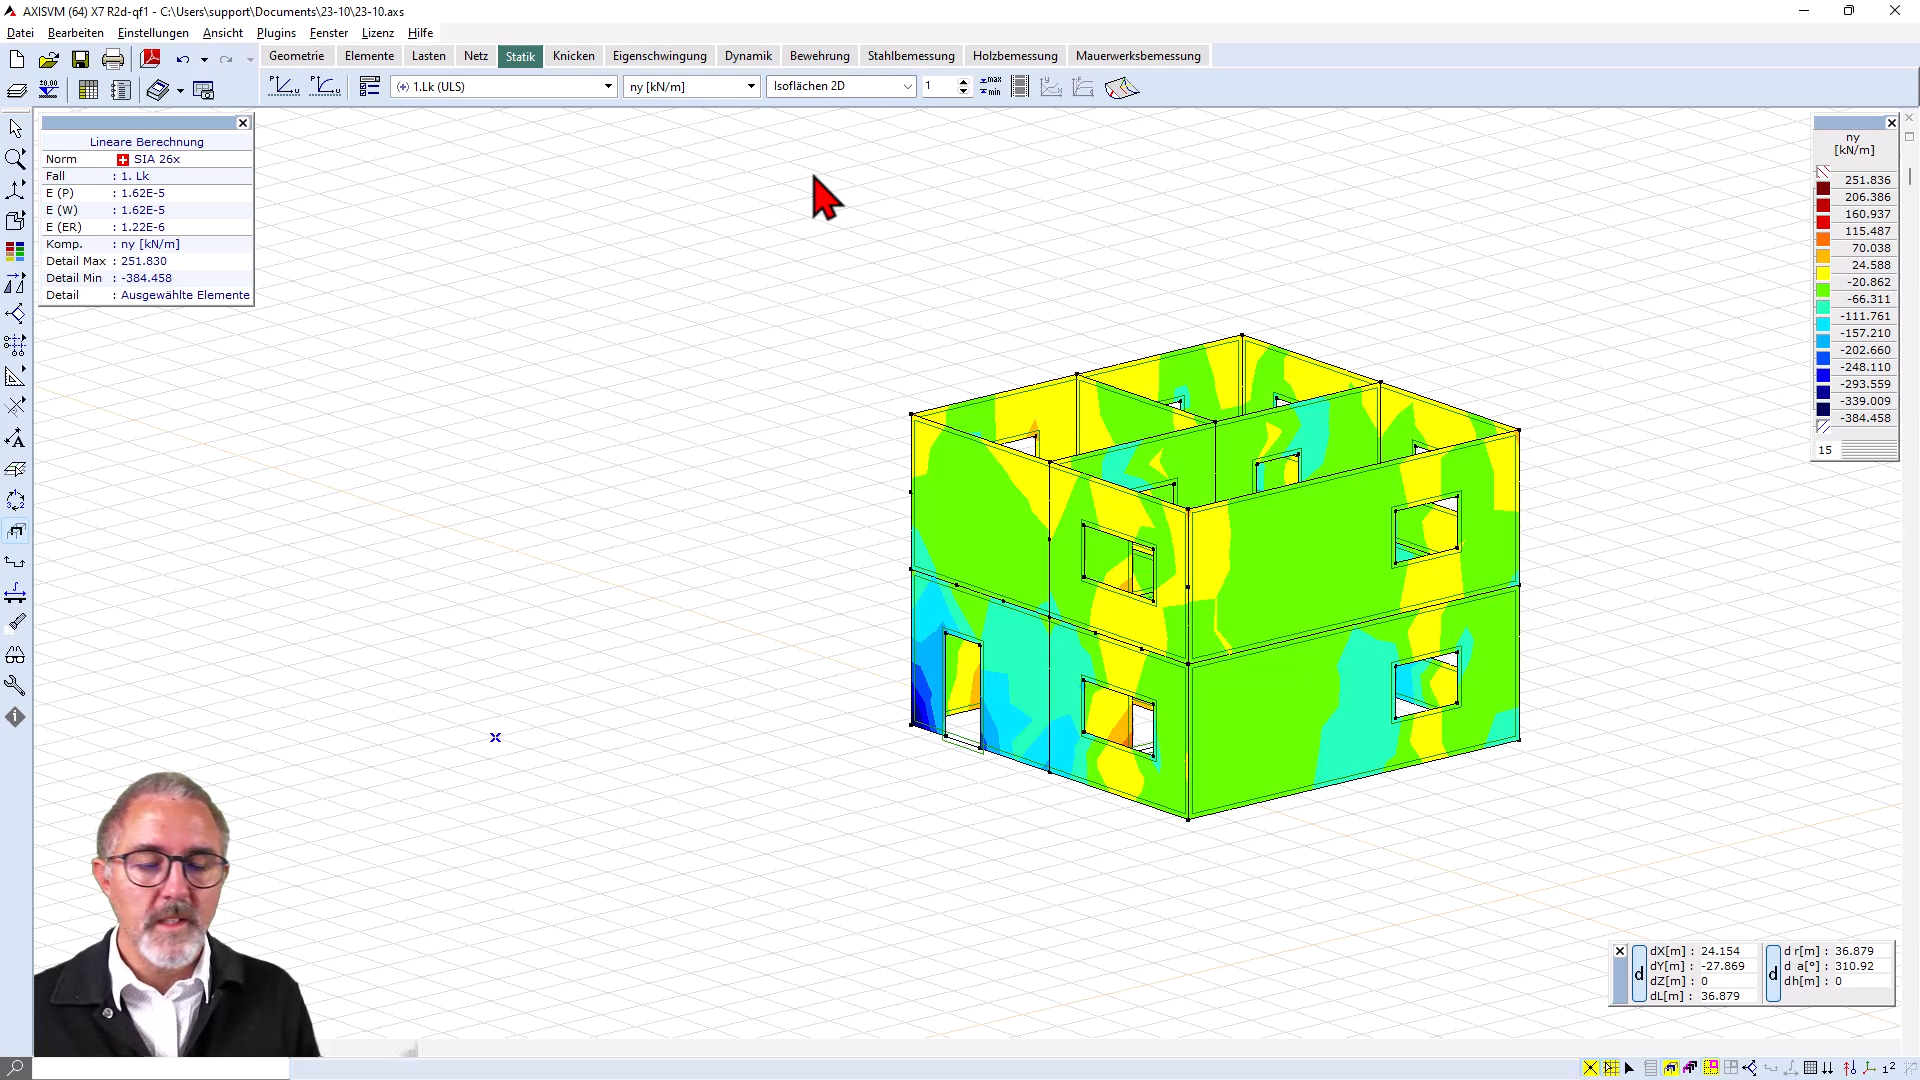 AXISVM (64) X7 R2d-qf1 - C:\Users\support\Documents\23-10\23-10.axs
Datei Bearbeiten Einstellungen Ansicht Plugins Fenster Lizenz Hilfe
Geometrie Elemente Lasten Netz Statik Knicken Eigenschwingung Dynamik Bewehrung Stahlbemessung Holzbemessung Mauerwerksbemessung
(+) 1.Lk (ULS) ny [kN/m] Isoflächen 2D 1 max min
Lineare Berechnung
Norm SIA 26x
Fall : 1. Lk
E (P) : 1.62E-5
E (W) : 1.62E-5
E (ER) : 1.22E-6
Komp. : ny [kN/m]
Detail Max : 251.830
Detail Min : -384.458
Detail : Ausgewählte Elemente
ny
[kN/m]
251.836
206.386
160.937
115.487
70.038
24.588
-20.862
-66.311
-111.761
-157.210
-202.660
-248.110
-293.559
-339.009
-384.458
15
dX[m] : 24.154
dY[m] : -27.869
dZ[m] : 0
dL[m] : 36.879
d r[m] : 36.879
d a[°] : 310.92
dh[m] : 0
d
d